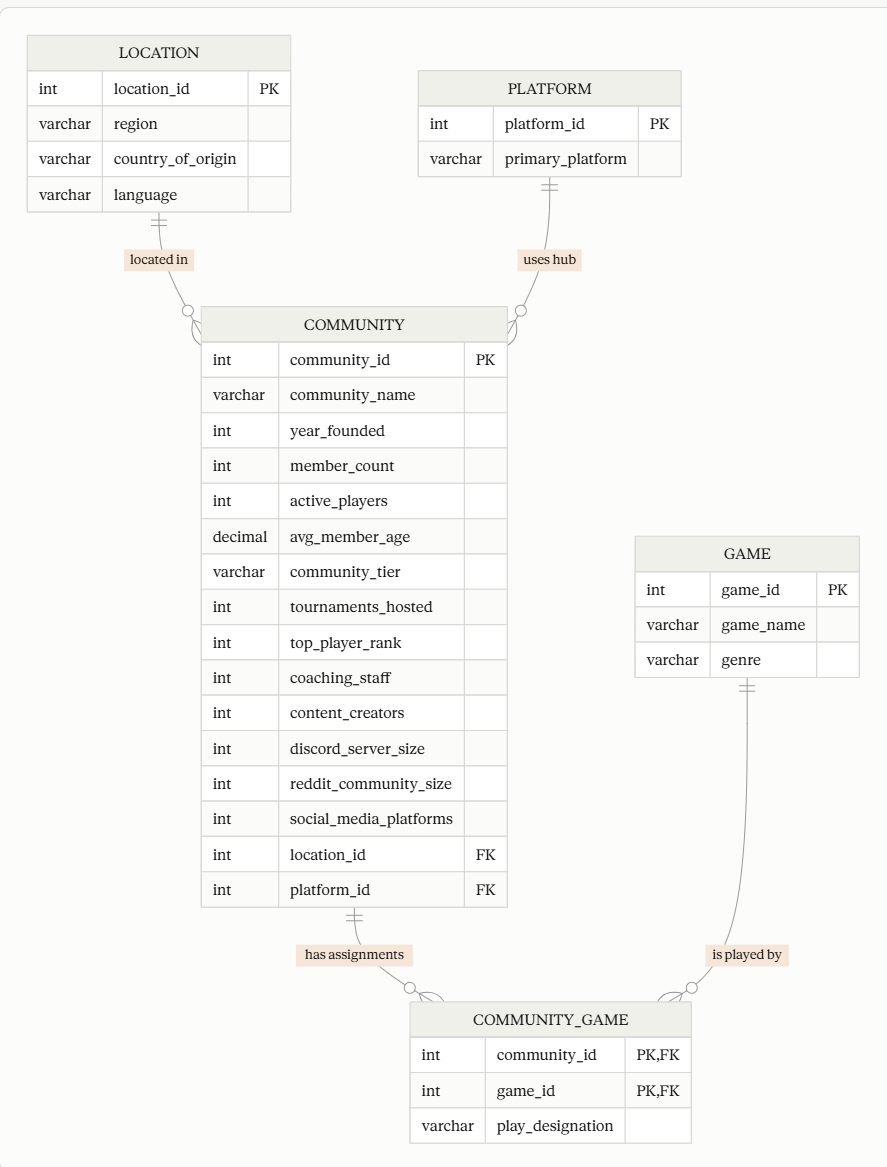 LOCATION
int location_id PK
varchar region
varchar country_of_origin
varchar language
PLATFORM
int platform_id PK
varchar primary_platform
located in
uses hub
COMMUNITY
int community_id PK
varchar community_name
int year_founded
int member_count
int active_players
decimal avg_member_age
varchar community_tier
int tournaments_hosted
int top_player_rank
int coaching_staff
int content_creators
int discord_server_size
int reddit_community_size
int social_media_platforms
int location_id FK
int platform_id FK
GAME
int game_id PK
varchar game_name
varchar genre
has assignments
is played by
COMMUNITY_GAME
int community_id PK,FK
int game_id PK,FK
varchar play_designation